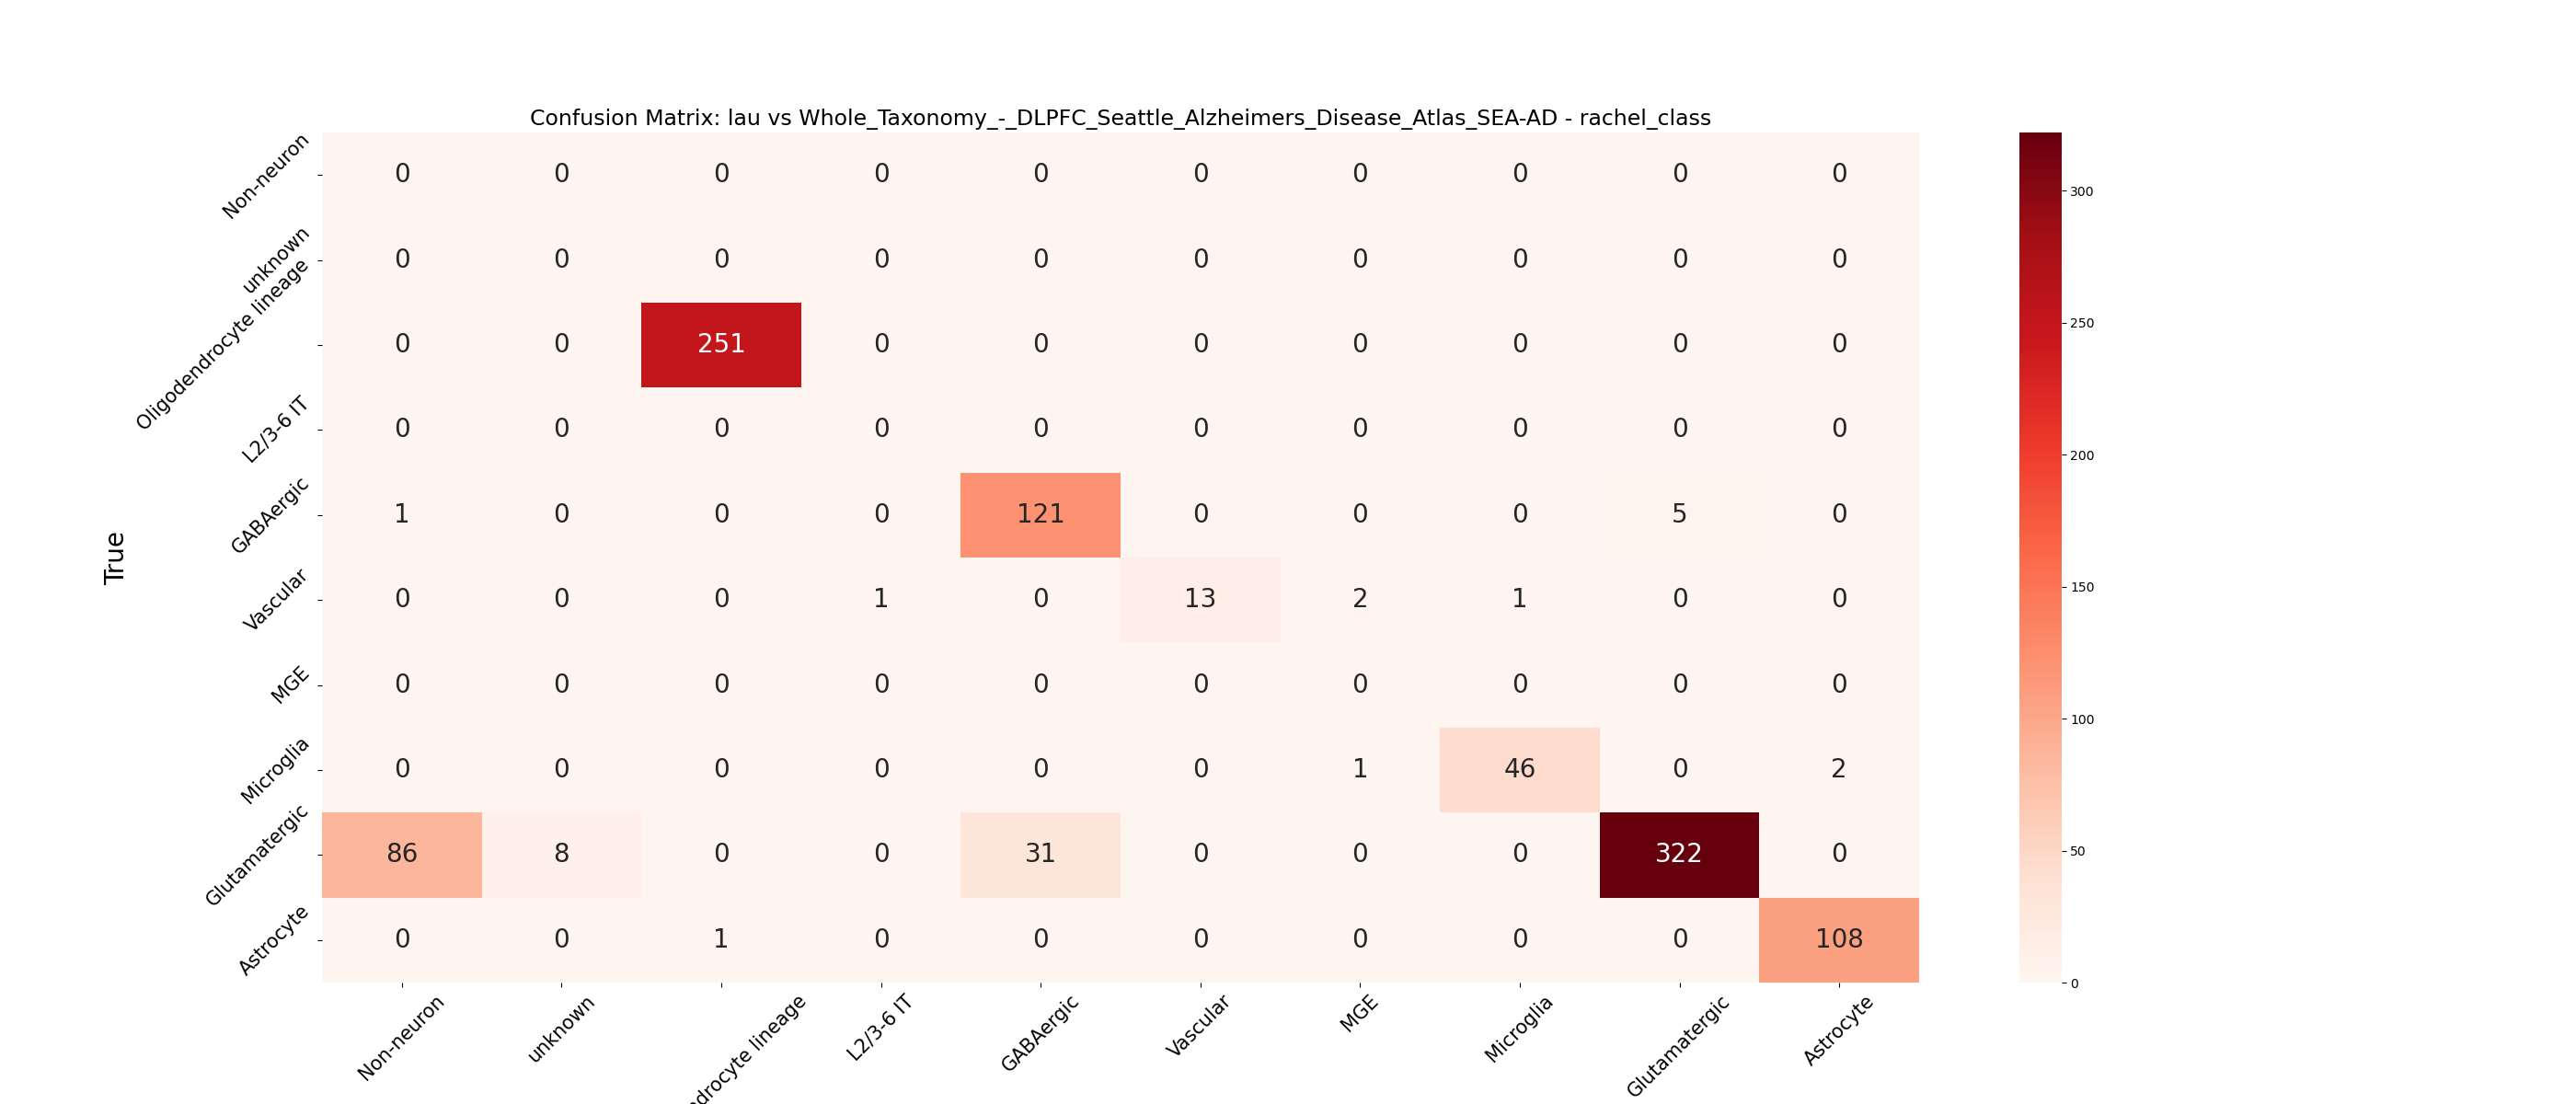 Confusion Matrix: lau vs Whole_Taxonomy_-_DLPFC_Seattle_Alzheimers_Disease_Atlas_SEA-AD - rachel_class
Non-neuron 0 0 0 0 0 0 0 0 0 0
unknown 0 0 0 0 0 0 0 0 0 0
Oligodendrocyte lineage 0 0 251 0 0 0 0 0 0 0
L2/3-6 IT 0 0 0 0 0 0 0 0 0 0
GABAergic 1 0 0 0 121 0 0 0 5 0
Vascular 0 0 0 1 0 13 2 1 0 0
MGE 0 0 0 0 0 0 0 0 0 0
Microglia 0 0 0 0 0 0 1 46 0 2
Glutamatergic 86 8 0 0 31 0 0 0 322 0
Astrocyte 0 0 1 0 0 0 0 0 0 108
True
Non-neuron unknown drocyte lineage L2/3-6 IT GABAergic Vascular MGE Microglia Glutamatergic Astrocyte
300
250
200
150
100
50
0